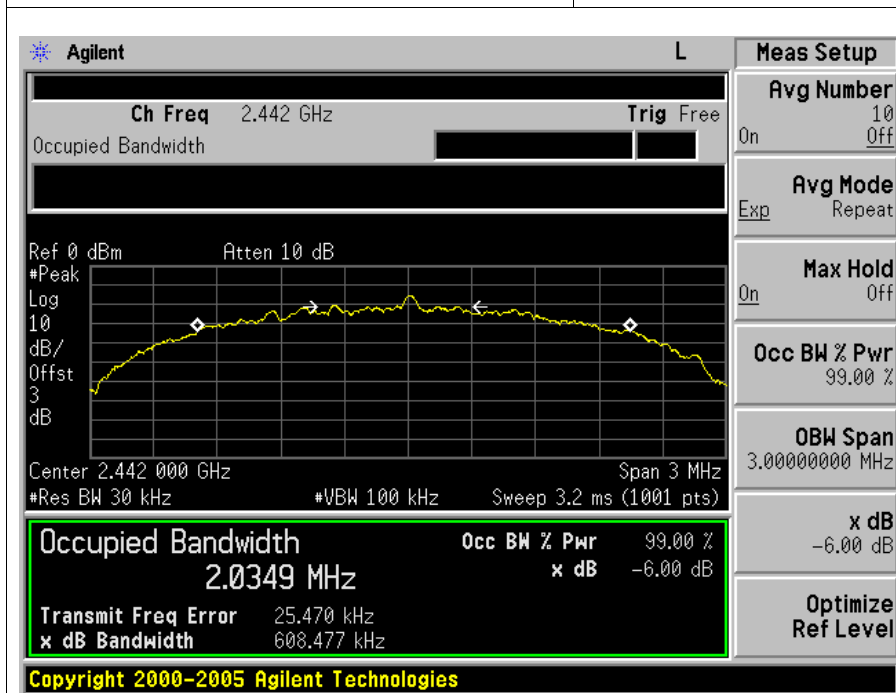 Agilent L Meas Setup
Ch Freq 2.442 GHz Trig Free
Occupied Bandwidth
Avg Number
10
On Off
Avg Mode
Exp Repeat
Max Hold
On Off
Occ BW % Pwr
99.00 %
OBW Span
3.00000000 MHz
x dB
-6.00 dB
Optimize
Ref Level
Ref 0 dBm Atten 10 dB
#Peak
Log
10
dB/
Offst
3
dB
Center 2.442 000 GHz Span 3 MHz
#Res BW 30 kHz #VBW 100 kHz Sweep 3.2 ms (1001 pts)
Occupied Bandwidth Occ BW % Pwr 99.00 %
2.0349 MHz x dB -6.00 dB
Transmit Freq Error 25.470 kHz
x dB Bandwidth 608.477 kHz
Copyright 2000-2005 Agilent Technologies